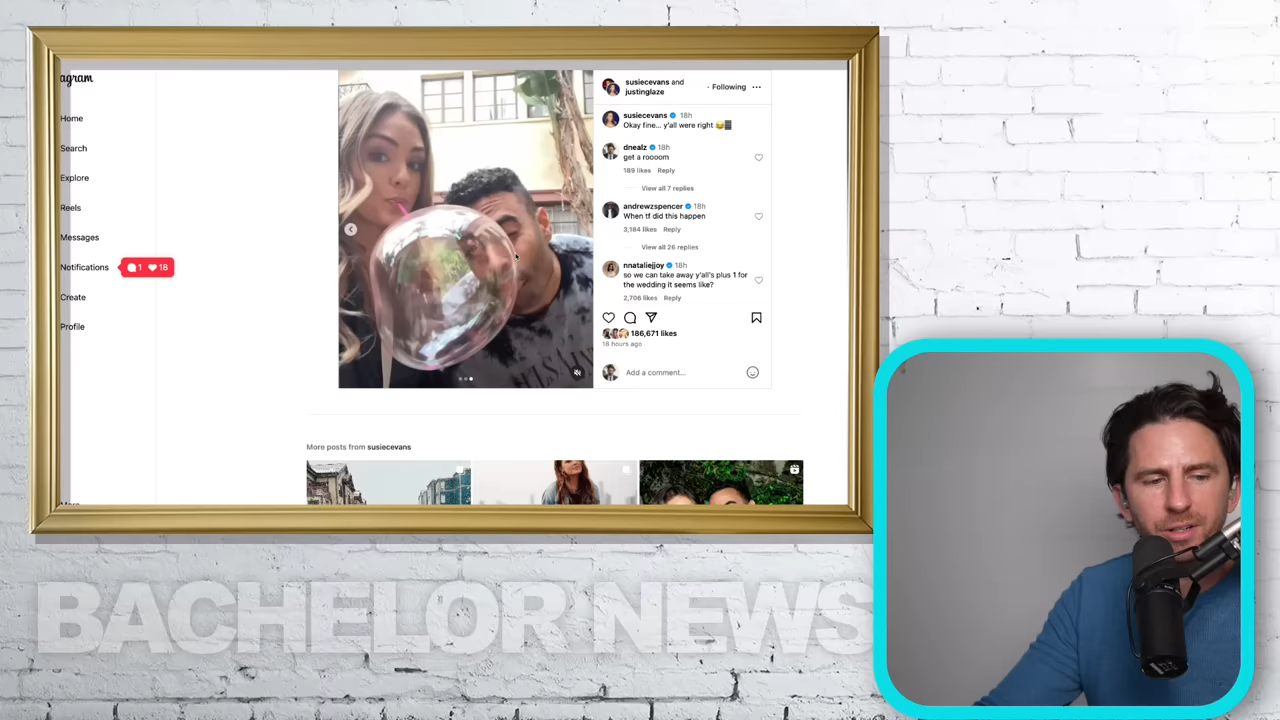 agram
Home
Search
Explore
Reels
Messages
Notifications
1 18
Create
Profile
susiecevans and
justinglaze
· Following ···
susiecevans 18h
Okay fine... y'all were right 😂
dnealz 18h
get a roooom
189 likes Reply
View all 7 replies
andrewzspencer 18h
When tf did this happen
3,184 likes Reply
View all 26 replies
nnataliejjoy 18h
so we can take away y'all's plus 1 for
the wedding it seems like?
2,706 likes Reply
186,671 likes
18 hours ago
Add a comment...
More posts from susiecevans
BACHELOR NEWS